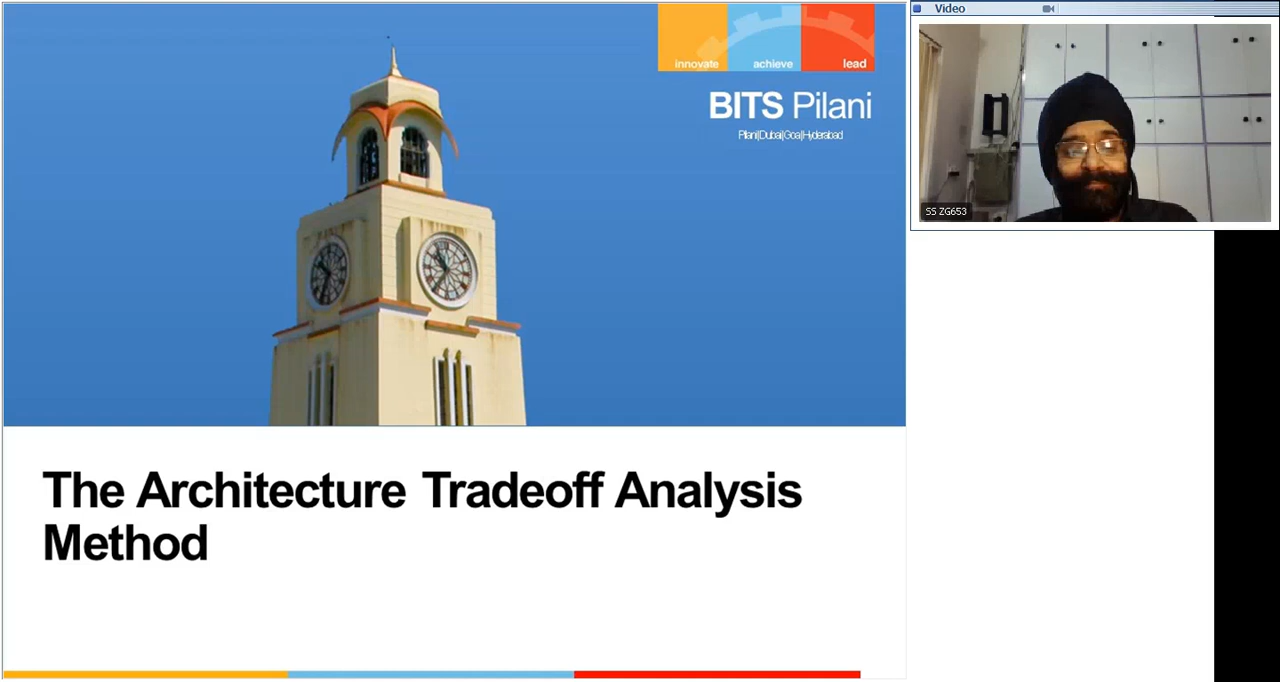 innovate achieve lead
BITS Pilani
Pilani|Dubai|Goa|Hyderabad
The Architecture Tradeoff Analysis
Method
Video
SS ZG653